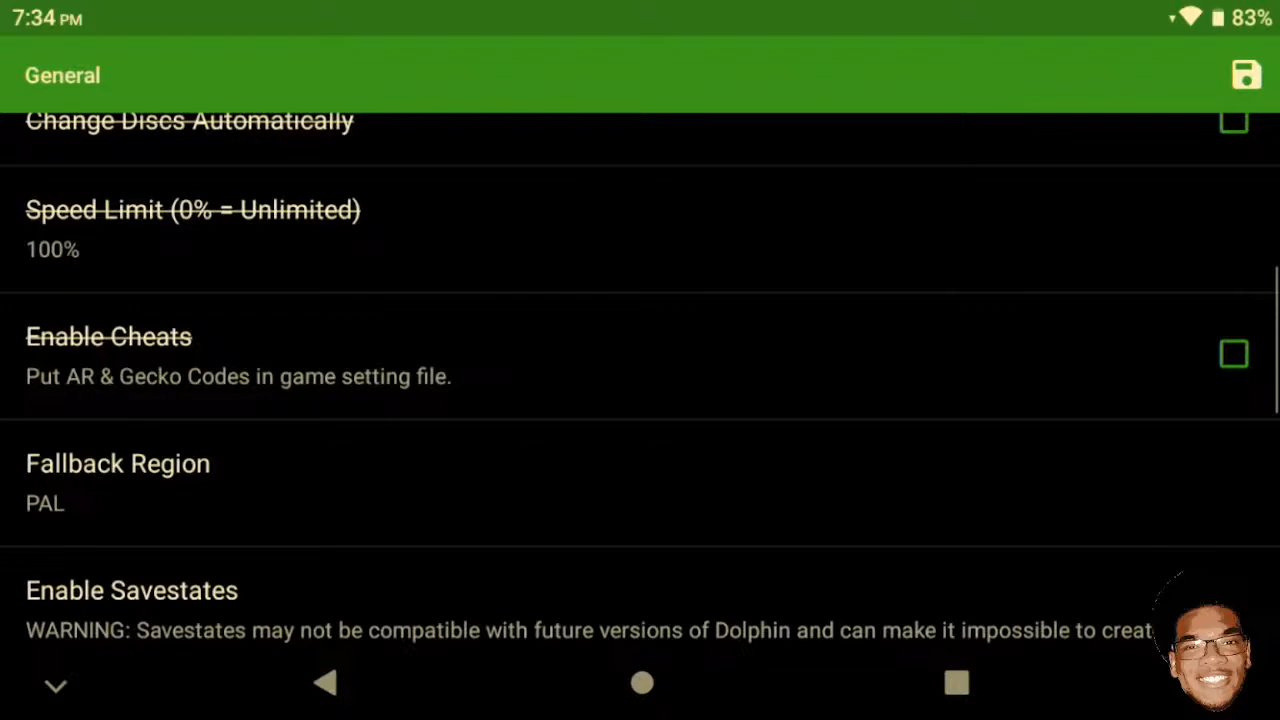 7:34 PM
83%
General
Change Discs Automatically
Speed Limit (0% = Unlimited)
100%
Enable Cheats
Put AR & Gecko Codes in game setting file.
Fallback Region
PAL
Enable Savestates
WARNING: Savestates may not be compatible with future versions of Dolphin and can make it impossible to creat